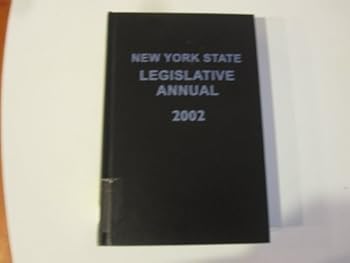 NEW YORK STATE
LEGISLATIVE
ANNUAL
2002